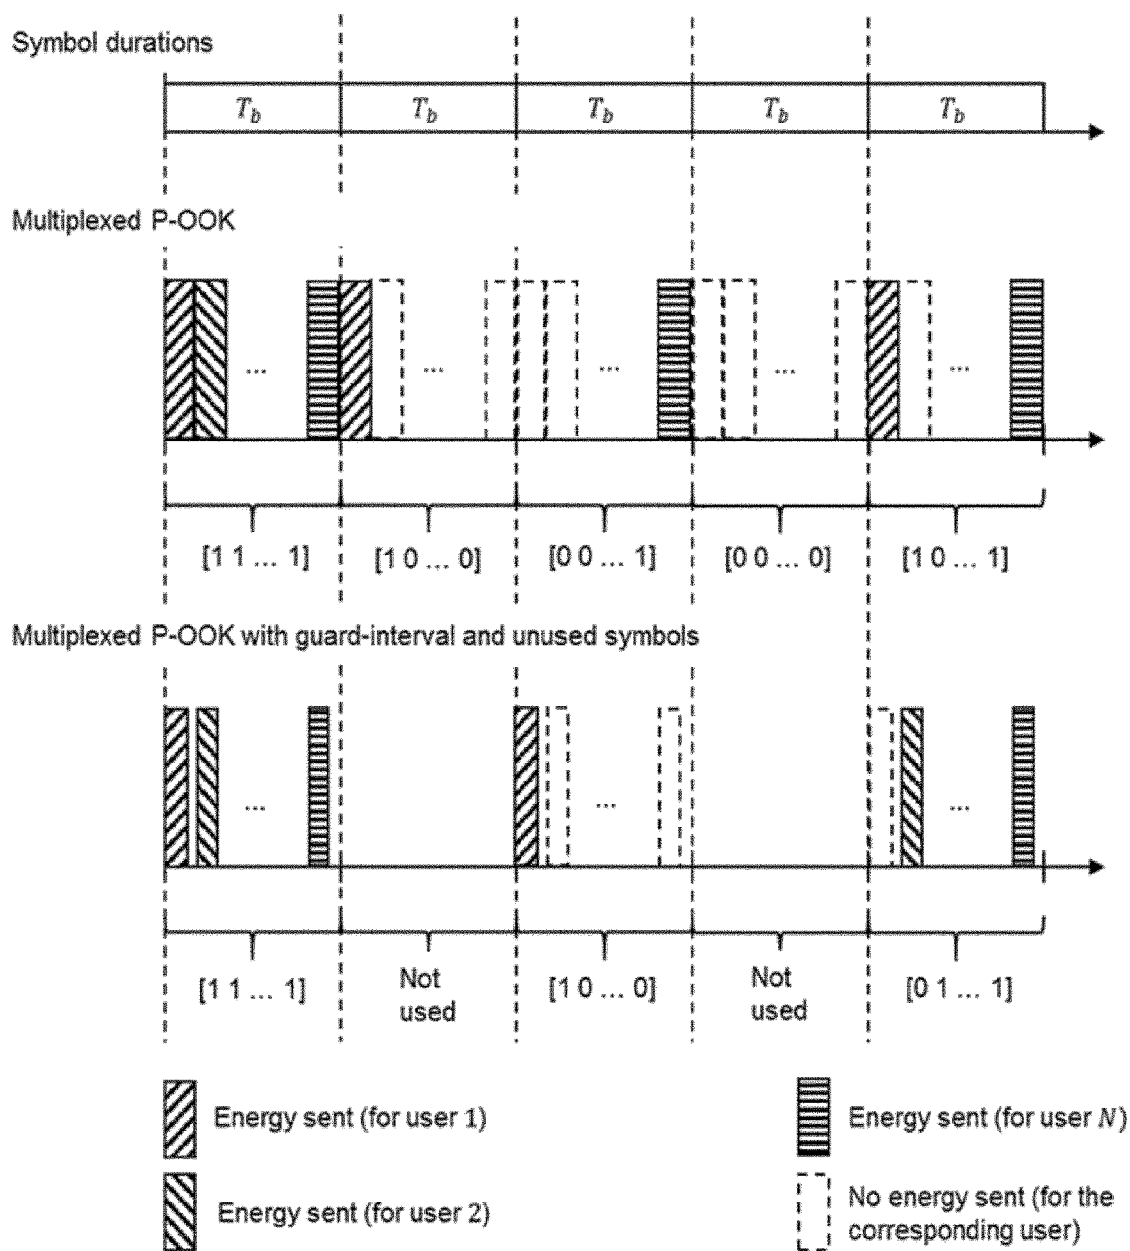 Symbol durations
T_b T_b T_b T_b T_b
Multiplexed P-OOK
... ... ... ... ...
[1 1 ... 1] [1 0 ... 0] [0 0 ... 1] [0 0 ... 0] [1 0 ... 1]
Multiplexed P-OOK with guard-interval and unused symbols
... ... ...
[1 1 ... 1] Not used [1 0 ... 0] Not used [0 1 ... 1]
Energy sent (for user 1)
Energy sent (for user N)
Energy sent (for user 2)
No energy sent (for the
corresponding user)